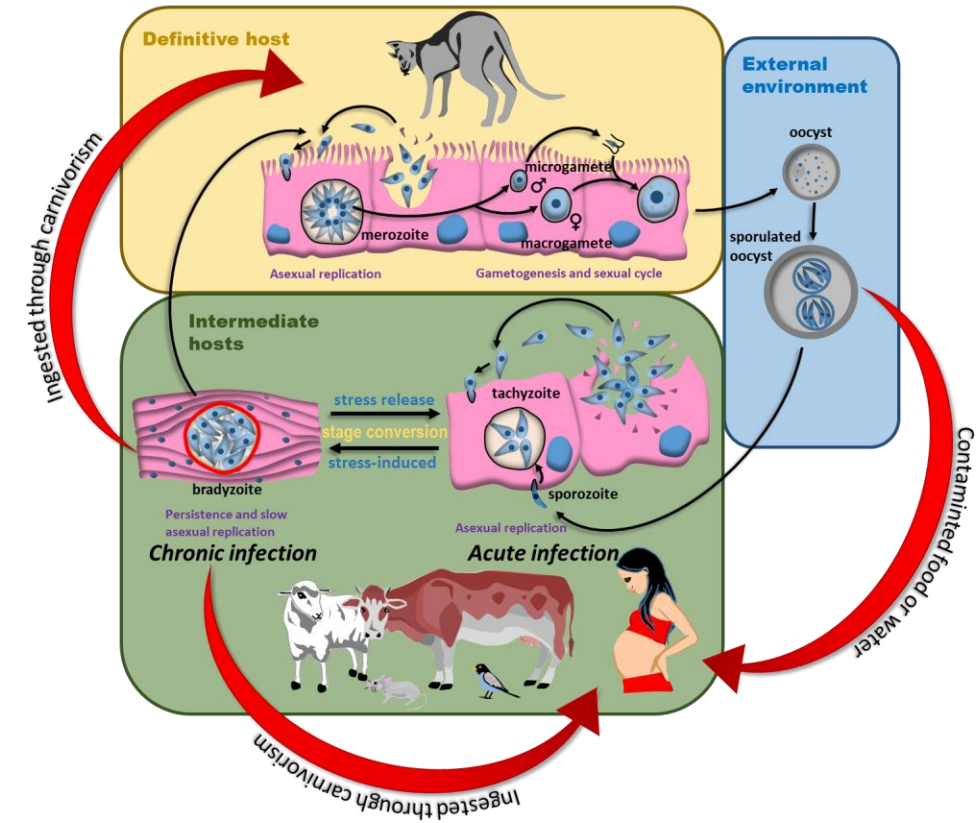 Definitive host
External
environment
oocyst
sporulated
oocyst
microgamete
♂
merozoite
♀
macrogamete
Asexual replication
Gametogenesis and sexual cycle
Ingested through carnivorism
Intermediate
hosts
stress release
stage conversion
stress-induced
tachyzoite
sporozoite
bradyzoite
Persistence and slow
asexual replication
Asexual replication
Chronic infection
Acute infection
Contaminted food or water
Ingested through carnivorism